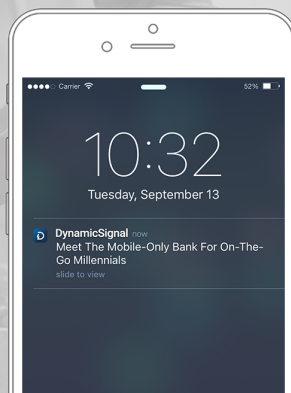 Carrier 52%
10:32
Tuesday, September 13
DynamicSignal now
Meet The Mobile-Only Bank For On-The-
Go Millennials
slide to view